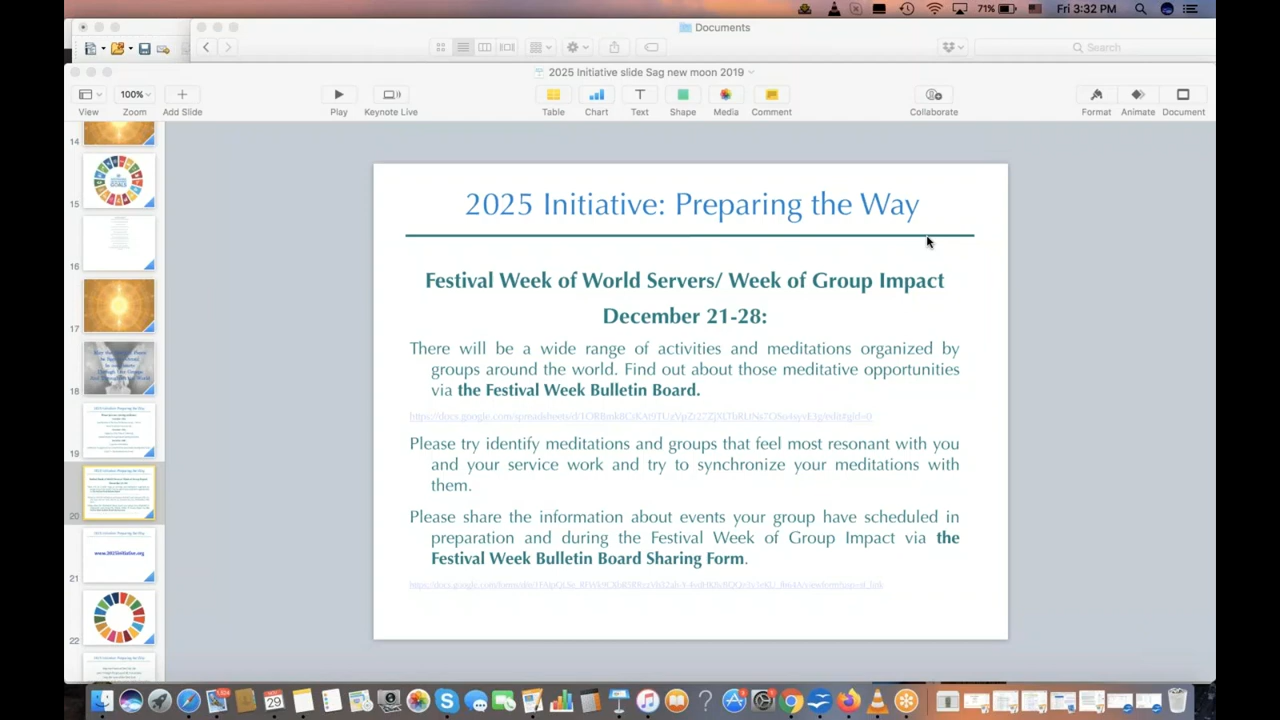 71%
Fri 3:32 PM
Documents
Search
2025 Initiative slide Sag new moon 2019
100%
View
Zoom
Add Slide
Play
Keynote Live
Table
Chart
Text
Shape
Media
Comment
Collaborate
Format
Animate
Document
14
15
16
17
18
19
20
21
www.2025initiative.org
22
2025 Initiative: Preparing the Way
Festival Week of World Servers/ Week of Group Impact
December 21-28:
There will be a wide range of activities and meditations organized by
groups around the world. Find out about those meditative opportunities
via the Festival Week Bulletin Board.
Please try identify meditations and groups that feel most resonant with you
and your service work and try to synchronize your meditations with
them.
Please share the information about events your group have scheduled in
preparation and during the Festival Week of Group Impact via the
Festival Week Bulletin Board Sharing Form.
NOV
29